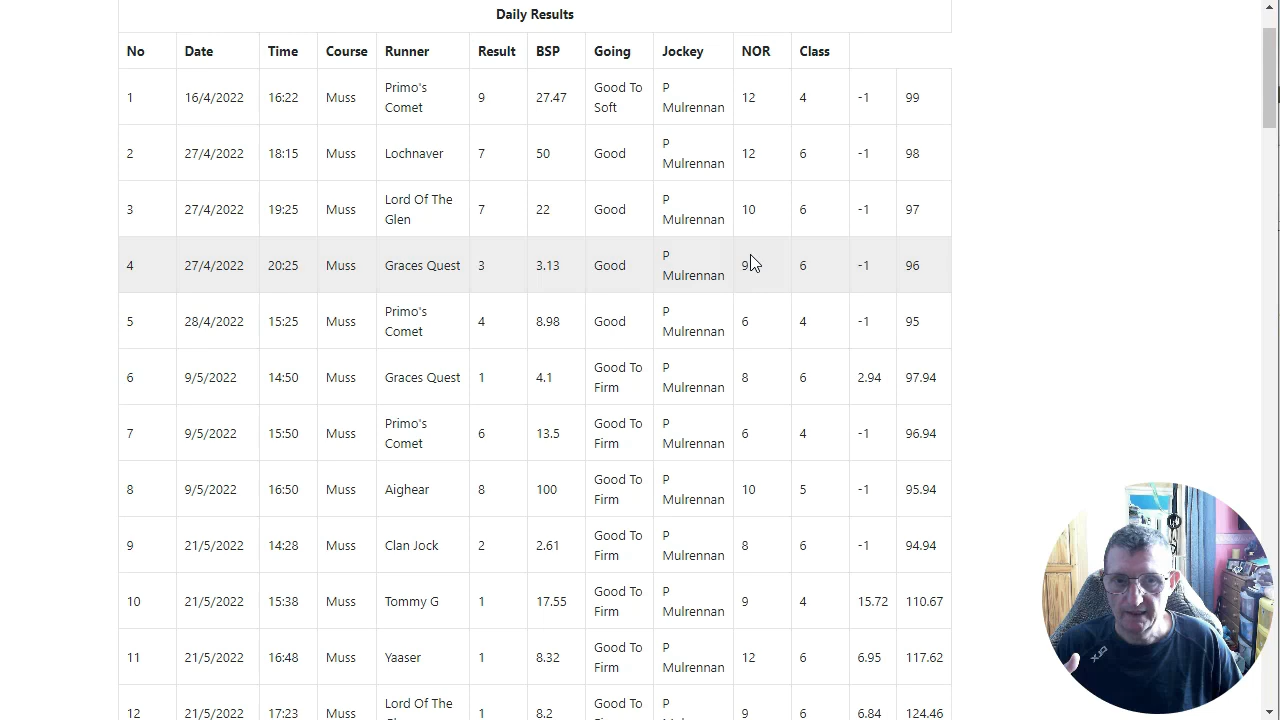 Daily Results
No Date Time Course Runner Result BSP Going Jockey NOR Class
1 16/4/2022 16:22 Muss Primo's Comet 9 27.47 Good To Soft P Mulrennan 12 4 -1 99
2 27/4/2022 18:15 Muss Lochnaver 7 50 Good P Mulrennan 12 6 -1 98
3 27/4/2022 19:25 Muss Lord Of The Glen 7 22 Good P Mulrennan 10 6 -1 97
4 27/4/2022 20:25 Muss Graces Quest 3 3.13 Good P Mulrennan 9 6 -1 96
5 28/4/2022 15:25 Muss Primo's Comet 4 8.98 Good P Mulrennan 6 4 -1 95
6 9/5/2022 14:50 Muss Graces Quest 1 4.1 Good To Firm P Mulrennan 8 6 2.94 97.94
7 9/5/2022 15:50 Muss Primo's Comet 6 13.5 Good To Firm P Mulrennan 6 4 -1 96.94
8 9/5/2022 16:50 Muss Aighear 8 100 Good To Firm P Mulrennan 10 5 -1 95.94
9 21/5/2022 14:28 Muss Clan Jock 2 2.61 Good To Firm P Mulrennan 8 6 -1 94.94
10 21/5/2022 15:38 Muss Tommy G 1 17.55 Good To Firm P Mulrennan 9 4 15.72 110.67
11 21/5/2022 16:48 Muss Yaaser 1 8.32 Good To Firm P Mulrennan 12 6 6.95 117.62
12 21/5/2022 17:23 Muss Lord Of The 1 8.2 Good To P 9 6 6.84 124.46